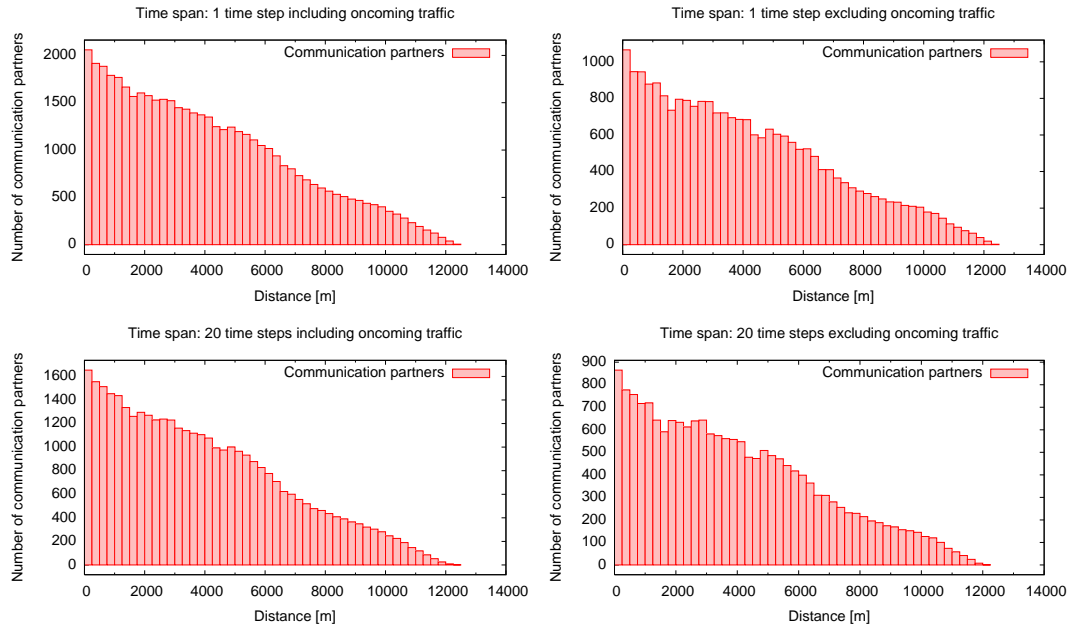 Time span: 1 time step including oncoming traffic
Number of communication partners
2000
1500
1000
500
0
Communication partners
0 2000 4000 6000 8000 10000 12000 14000
Distance [m]
Time span: 1 time step excluding oncoming traffic
Number of communication partners
1000
800
600
400
200
0
Communication partners
0 2000 4000 6000 8000 10000 12000 14000
Distance [m]
Time span: 20 time steps including oncoming traffic
Number of communication partners
1600
1400
1200
1000
800
600
400
200
0
Communication partners
0 2000 4000 6000 8000 10000 12000 14000
Distance [m]
Time span: 20 time steps excluding oncoming traffic
Number of communication partners
900
800
700
600
500
400
300
200
100
0
Communication partners
0 2000 4000 6000 8000 10000 12000 14000
Distance [m]